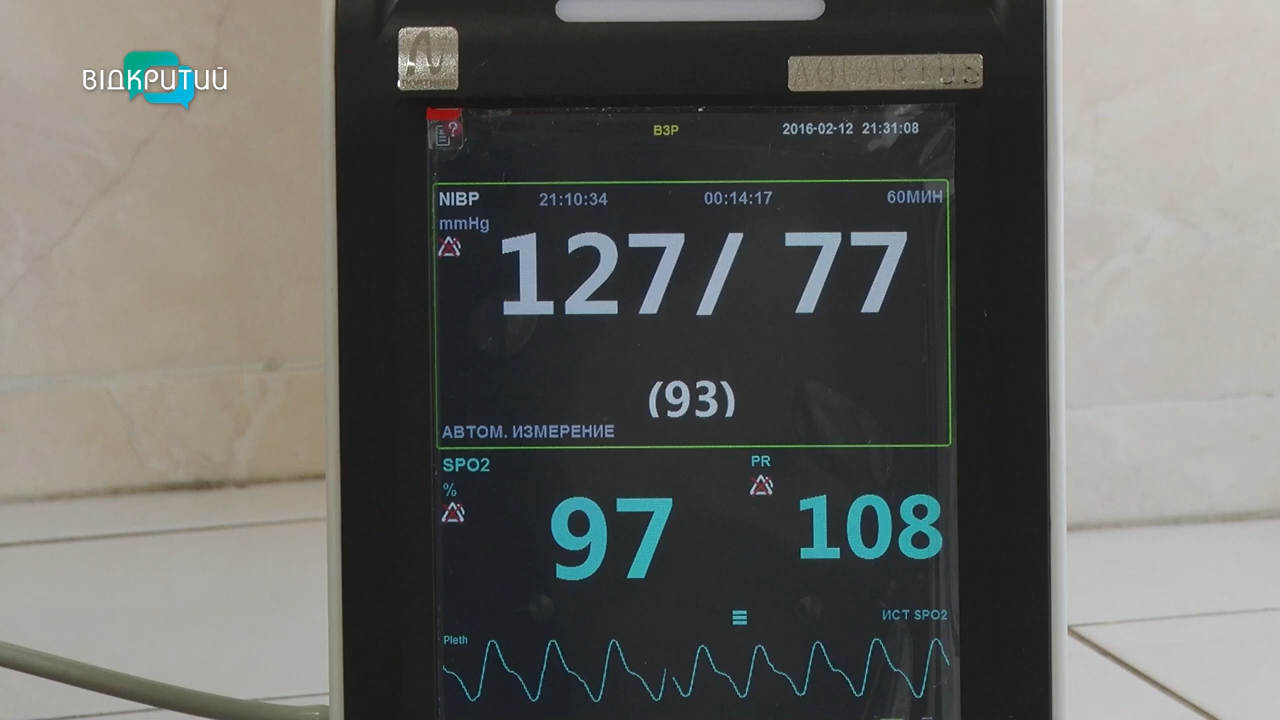 ВІДКРИТИЙ
AQUARIUS
ВЗР
2016-02-12 21:31:08
NIBP 21:10:34 00:14:17 60МИН
mmHg
127/ 77
(93)
АВТОМ. ИЗМЕРЕНИЕ
SPO2 PR
%
97 108
ИСТ SPO2
Pleth